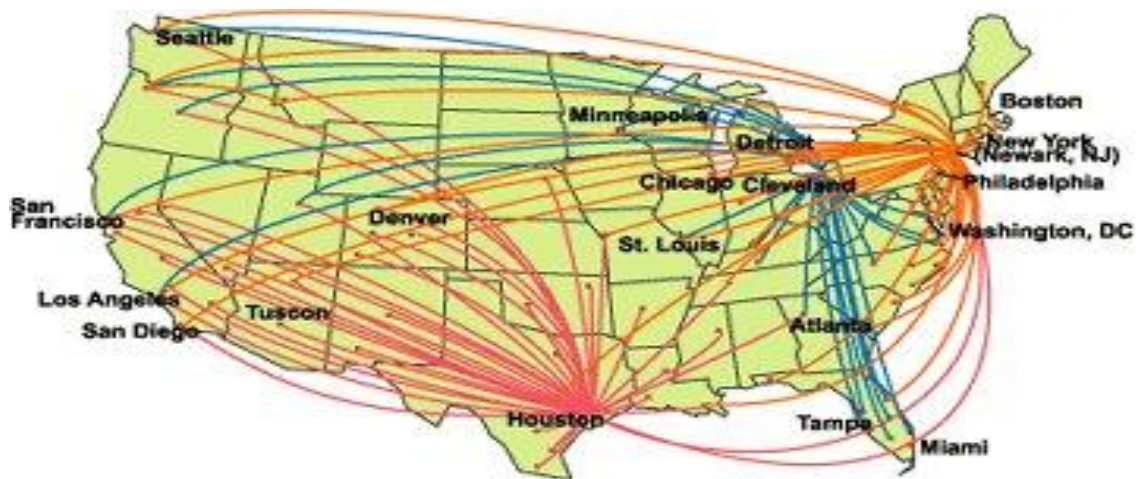 Seattle
Boston
Minneapolis
Detroit
New York
(Newark, NJ)
Chicago
Cleveland
Philadelphia
San
Francisco
Denver
St. Louis
Washington, DC
Los Angeles
Tuscon
San Diego
Atlanta
Houston
Tampa
Miami